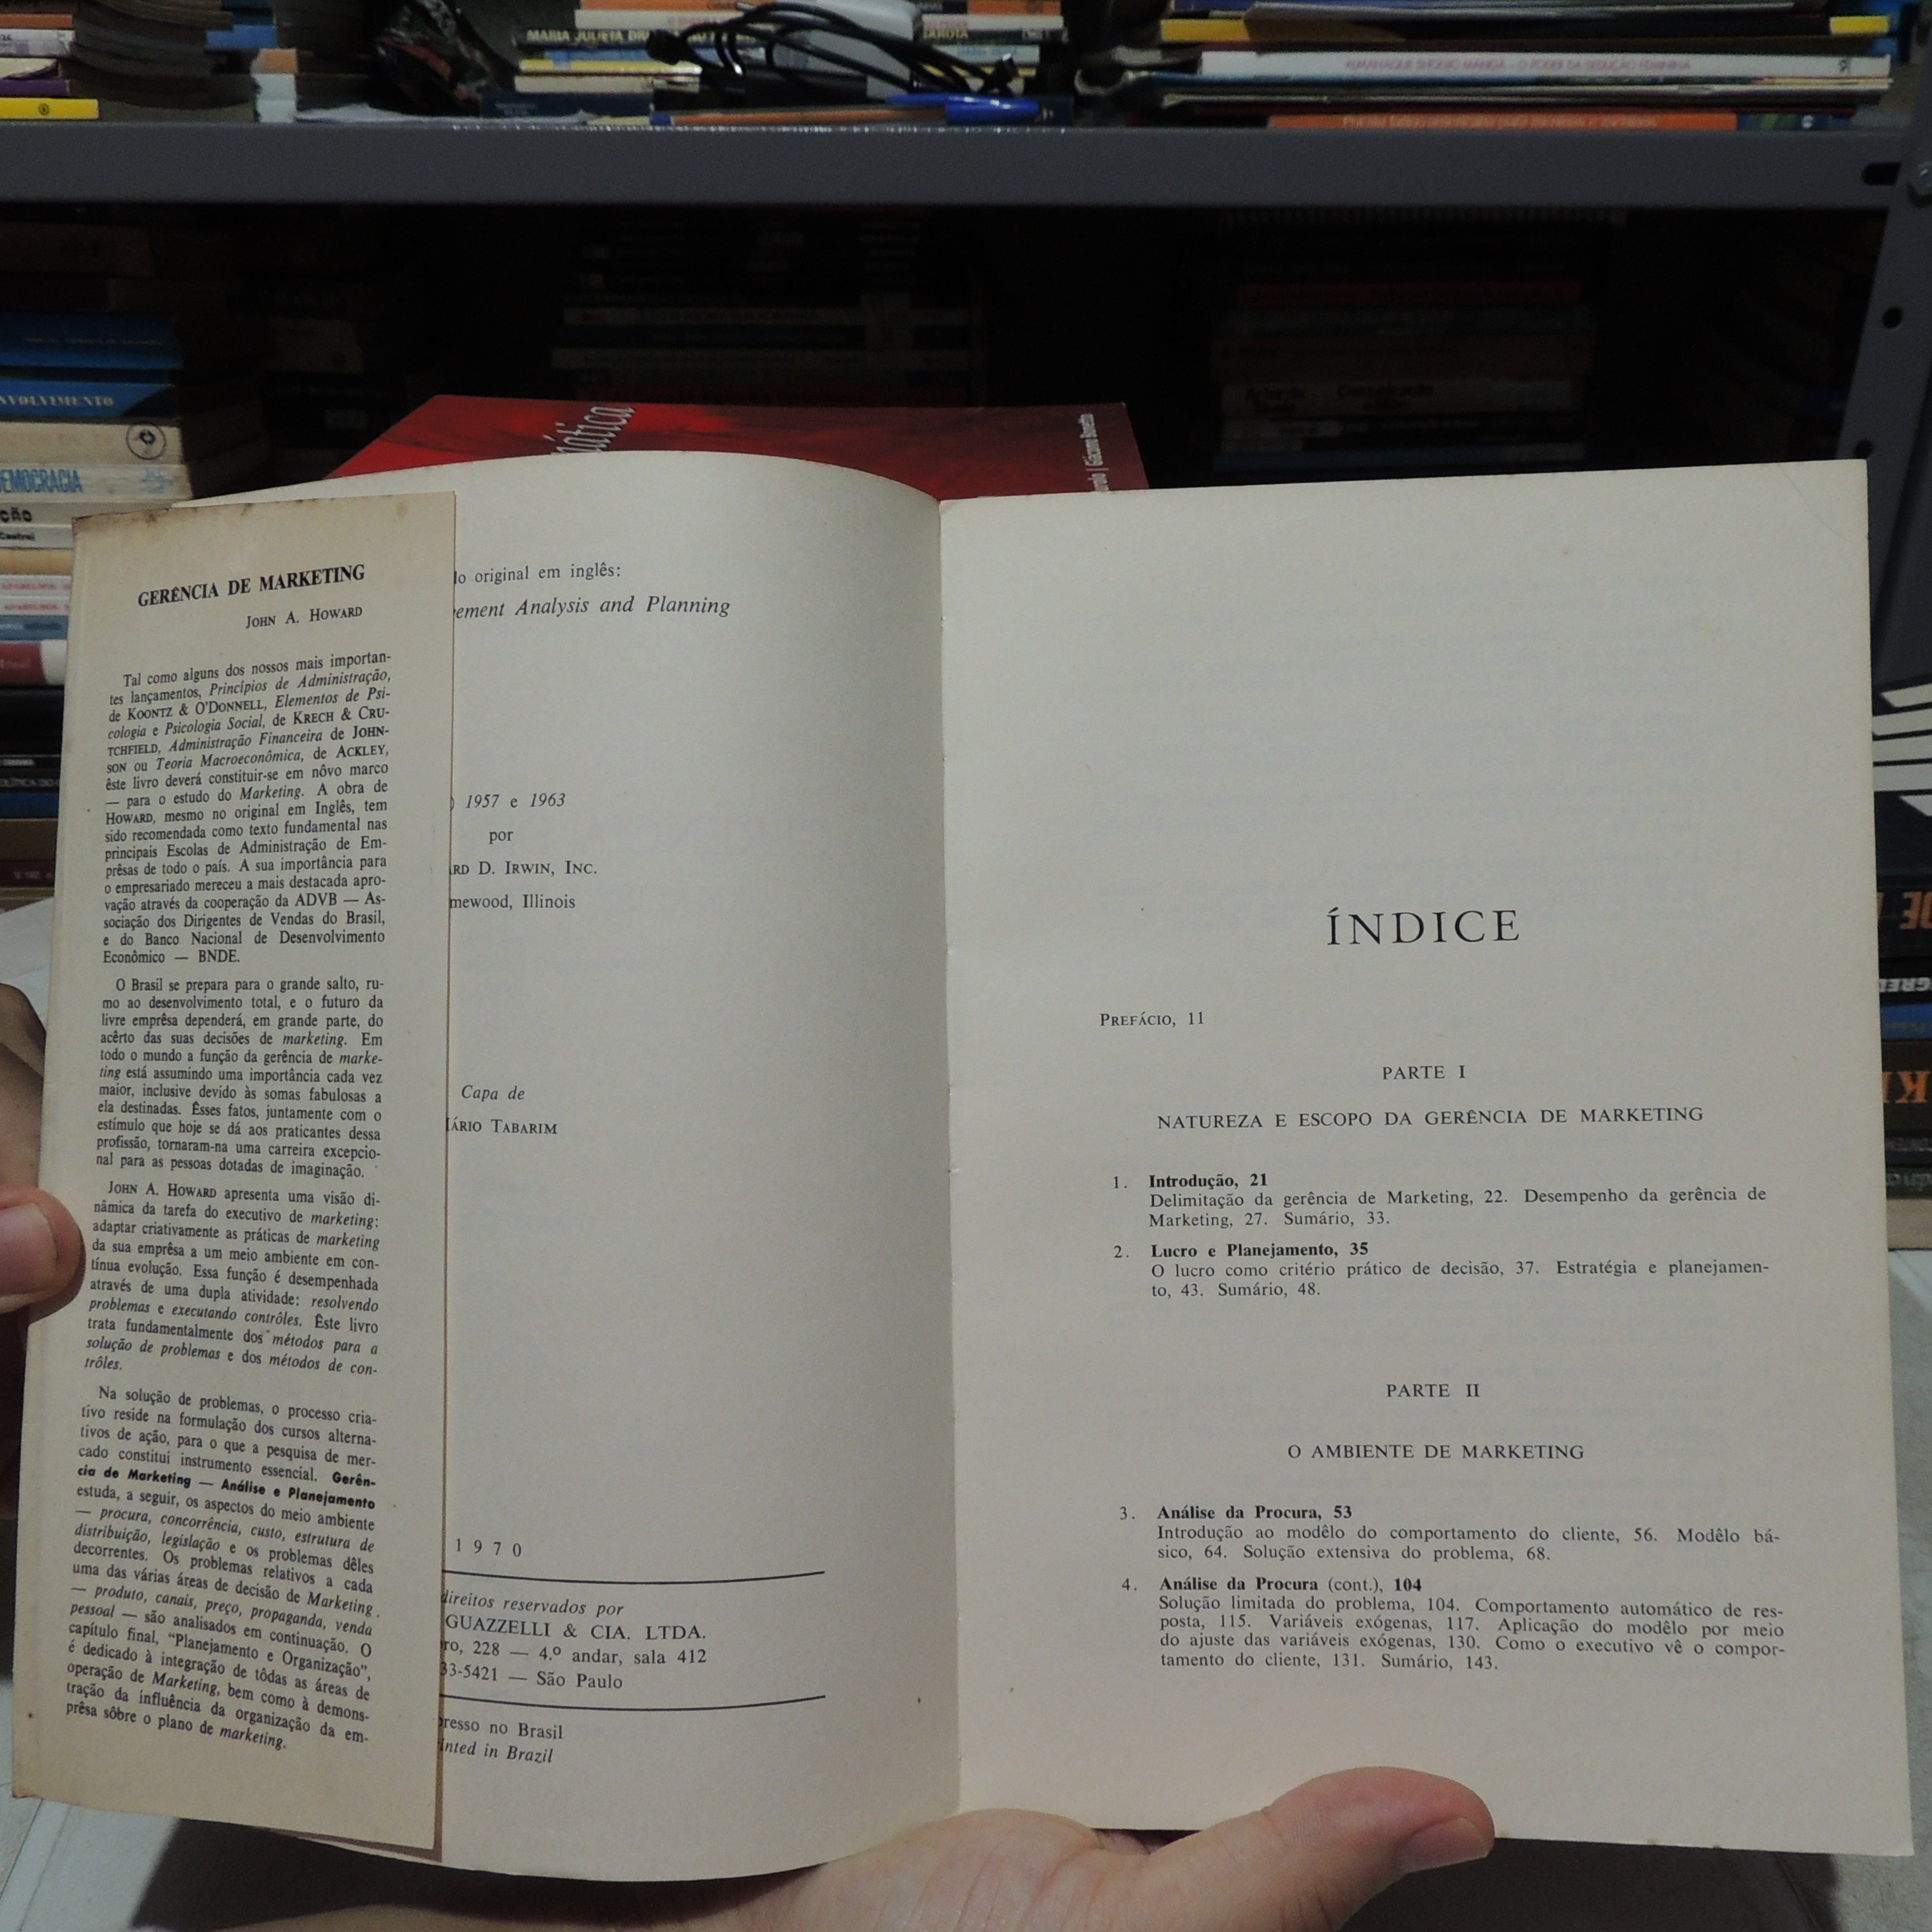 MARIA JULIETA
ALMANAQUE SHOUJO MANGÁ - O PODER DA SEDUÇÃO FEMININA
DEMOCRACIA
GERÊNCIA DE MARKETING
JOHN A. HOWARD
Tal como alguns dos nossos mais importan-
tes lançamentos, Princípios de Administração,
de KOONTZ & O'DONNELL, Elementos de Psi-
cologia e Psicologia Social, de KRECH & CRU-
TCHFIELD, Administração Financeira de JOHN-
SON ou Teoria Macroeconômica, de ACKLEY,
êste livro deverá constituir-se em nôvo marco
— para o estudo do Marketing. A obra de
HOWARD, mesmo no original em Inglês, tem
sido recomendada como texto fundamental nas
principais Escolas de Administração de Em-
prêsas de todo o país. A sua importância para
o empresariado mereceu a mais destacada apro-
vação através da cooperação da ADVB — As-
sociação dos Dirigentes de Vendas do Brasil,
e do Banco Nacional de Desenvolvimento
Econômico — BNDE.
O Brasil se prepara para o grande salto, ru-
mo ao desenvolvimento total, e o futuro da
livre emprêsa dependerá, em grande parte, do
acêrto das suas decisões de marketing. Em
todo o mundo a função da gerência de marke-
ting está assumindo uma importância cada vez
maior, inclusive devido às somas fabulosas a
ela destinadas. Êsses fatos, juntamente com o
estímulo que hoje se dá aos praticantes dessa
profissão, tornaram-na uma carreira excepcio-
nal para as pessoas dotadas de imaginação.
JOHN A. HOWARD apresenta uma visão di-
nâmica da tarefa do executivo de marketing:
adaptar criativamente as práticas de marketing
da sua emprêsa a um meio ambiente em con-
tínua evolução. Essa função é desempenhada
através de uma dupla atividade: resolvendo
problemas e executando contrôles. Êste livro
trata fundamentalmente dos métodos para a
solução de problemas e dos métodos de con-
trôles.
Na solução de problemas, o processo cria-
tivo reside na formulação dos cursos alterna-
tivos de ação, para o que a pesquisa de mer-
cado constitui instrumento essencial. Gerên-
cia de Marketing — Análise e Planejamento
estuda, a seguir, os aspectos do meio ambiente
— procura, concorrência, custo, estrutura de
distribuição, legislação e os problemas dêles
decorrentes. Os problemas relativos a cada
uma das várias áreas de decisão de Marketing
— produto, canais, preço, propaganda, venda
pessoal — são analisados em continuação. O
capítulo final, "Planejamento e Organização",
é dedicado à integração de tôdas as áreas de
operação de Marketing, bem como à demons-
tração da influência da organização da em-
prêsa sôbre o plano de marketing.
lo original em inglês:
ement Analysis and Planning
) 1957 e 1963
por
RD D. IRWIN, INC.
mewood, Illinois
Capa de
ÁRIO TABARIM
1970
direitos reservados por
GUAZZELLI & CIA. LTDA.
ro, 228 — 4.º andar, sala 412
33-5421 — São Paulo
resso no Brasil
inted in Brazil
ÍNDICE
PREFÁCIO, 11
PARTE I
NATUREZA E ESCOPO DA GERÊNCIA DE MARKETING
1. Introdução, 21
Delimitação da gerência de Marketing, 22. Desempenho da gerência de
Marketing, 27. Sumário, 33.
2. Lucro e Planejamento, 35
O lucro como critério prático de decisão, 37. Estratégia e planejamen-
to, 43. Sumário, 48.
PARTE II
O AMBIENTE DE MARKETING
3. Análise da Procura, 53
Introdução ao modêlo do comportamento do cliente, 56. Modêlo bá-
sico, 64. Solução extensiva do problema, 68.
4. Análise da Procura (cont.), 104
Solução limitada do problema, 104. Comportamento automático de res-
posta, 115. Variáveis exógenas, 117. Aplicação do modêlo por meio
do ajuste das variáveis exógenas, 130. Como o executivo vê o compor-
tamento do cliente, 131. Sumário, 143.